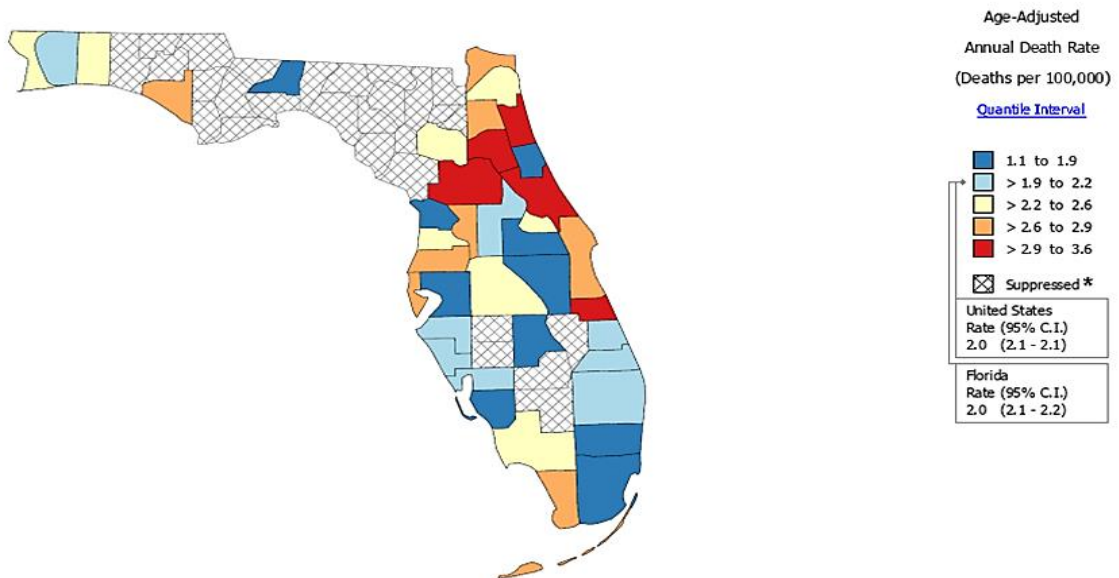 Age-Adjusted
Annual Death Rate
(Deaths per 100,000)
Quantile Interval
1.1 to 1.9
> 1.9 to 2.2
> 2.2 to 2.6
> 2.6 to 2.9
> 2.9 to 3.6
Suppressed *
United States
Rate (95% C.I.)
2.0 (2.1 - 2.1)
Florida
Rate (95% C.I.)
2.0 (2.1 - 2.2)